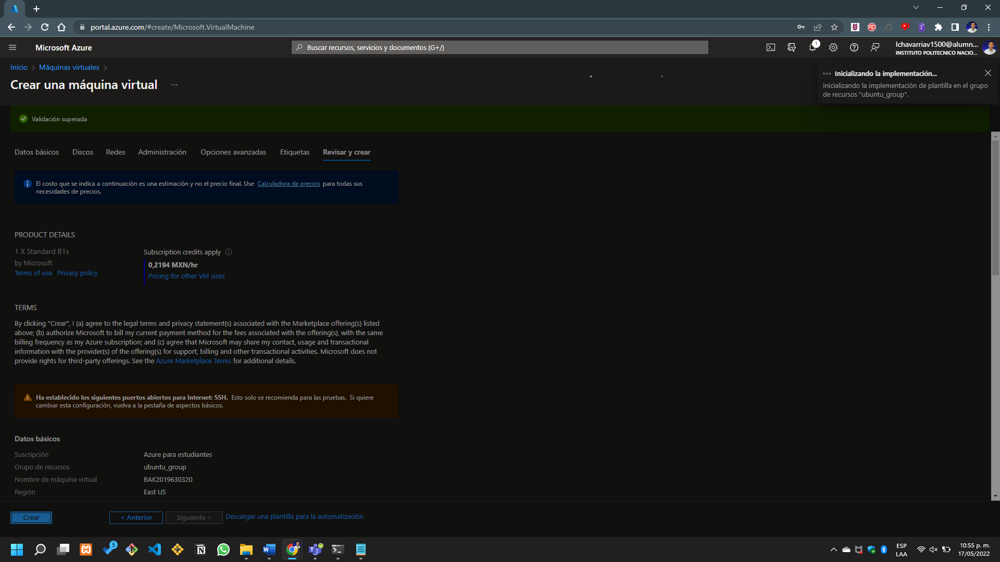 portal.azure.com/#create/Microsoft.VirtualMachine
Microsoft Azure
Buscar recursos, servicios y documentos (G+/)
1
lchavarriav1500@alumn...
INSTITUTO POLITECNICO NACIO...
Inicio > Máquinas virtuales >
Crear una máquina virtual ...
Inicializando la implementación...
Inicializando la implementación de plantilla en el grupo
de recursos "ubuntu_group".
Validación superada
Datos básicos Discos Redes Administración Opciones avanzadas Etiquetas Revisar y crear
El costo que se indica a continuación es una estimación y no el precio final. Use Calculadora de precios para todas sus
necesidades de precios.
PRODUCT DETAILS
1 X Standard B1s
by Microsoft
Terms of use Privacy policy
Subscription credits apply
0,2194 MXN/hr
Pricing for other VM sizes
TERMS
By clicking "Crear", I (a) agree to the legal terms and privacy statement(s) associated with the Marketplace offering(s) listed
above; (b) authorize Microsoft to bill my current payment method for the fees associated with the offering(s), with the same
billing frequency as my Azure subscription; and (c) agree that Microsoft may share my contact, usage and transactional
information with the provider(s) of the offering(s) for support, billing and other transactional activities. Microsoft does not
provide rights for third-party offerings. See the Azure Marketplace Terms for additional details.
Ha establecido los siguientes puertos abiertos para Internet: SSH. Esto solo se recomienda para las pruebas. Si quiere
cambiar esta configuración, vuelva a la pestaña de aspectos básicos.
Datos básicos
Suscripción Azure para estudiantes
Grupo de recursos ubuntu_group
Nombre de máquina virtual BAK2019630320
Región East US
Crear < Anterior Siguiente > Descargar una plantilla para la automatización
5
ESP
LAA
10:55 p. m.
17/05/2022